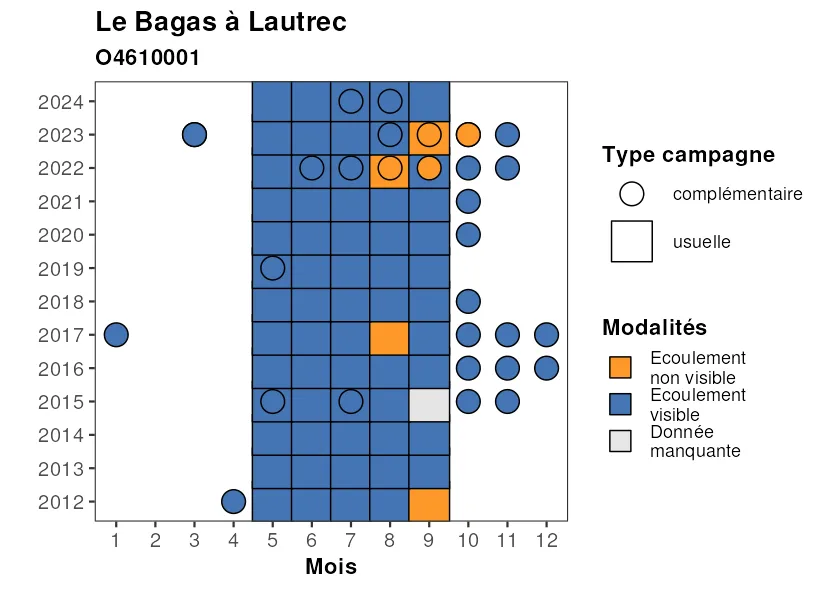 Le Bagas à Lautrec
O4610001
2024
2023
2022
2021
2020
2019
2018
2017
2016
2015
2014
2013
2012
1 2 3 4 5 6 7 8 9 10 11 12
Mois
Type campagne
complémentaire
usuelle
Modalités
Ecoulement
non visible
Ecoulement
visible
Donnée
manquante